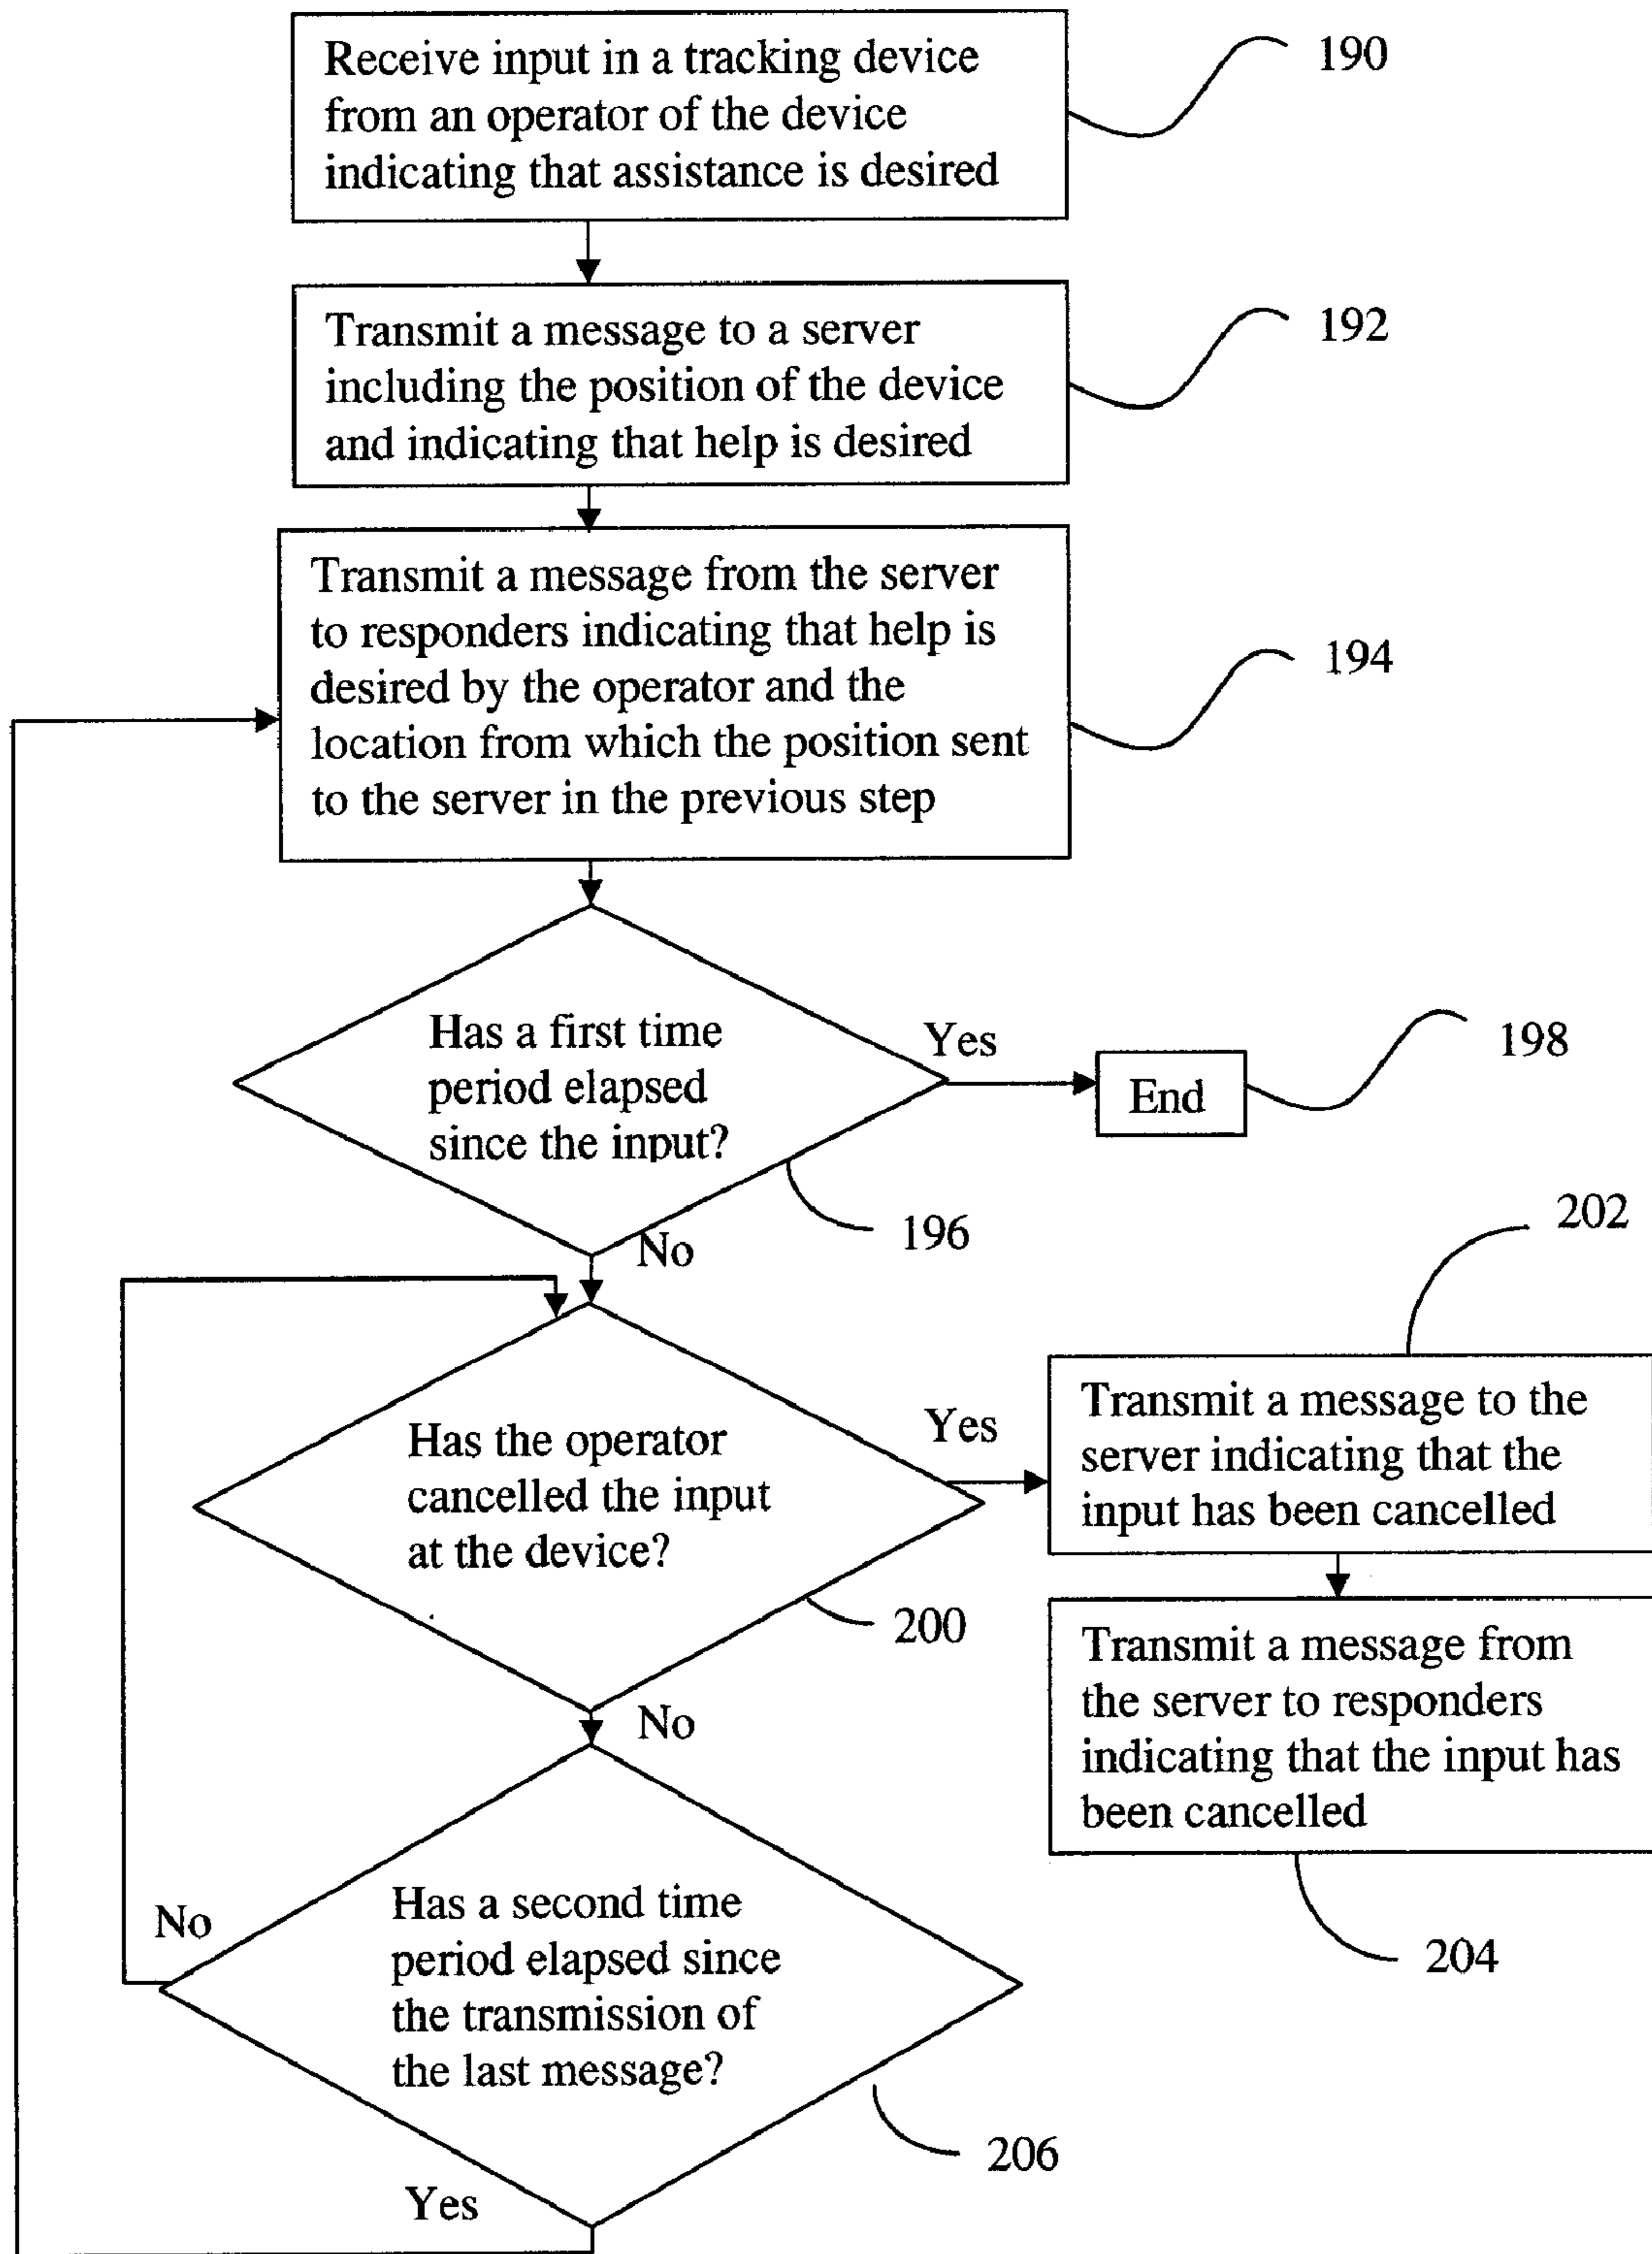 Receive input in a tracking device
from an operator of the device
indicating that assistance is desired
190
Transmit a message to a server
including the position of the device
and indicating that help is desired
192
Transmit a message from the server
to responders indicating that help is
desired by the operator and the
location from which the position sent
to the server in the previous step
194
Has a first time
period elapsed
since the input?
Yes
End
198
196
No
Has the operator
cancelled the input
at the device?
Yes
200
202
Transmit a message to the
server indicating that the
input has been cancelled
Transmit a message from
the server to responders
indicating that the input has
been cancelled
204
No
Has a second time
period elapsed since
the transmission of
the last message?
No
206
Yes